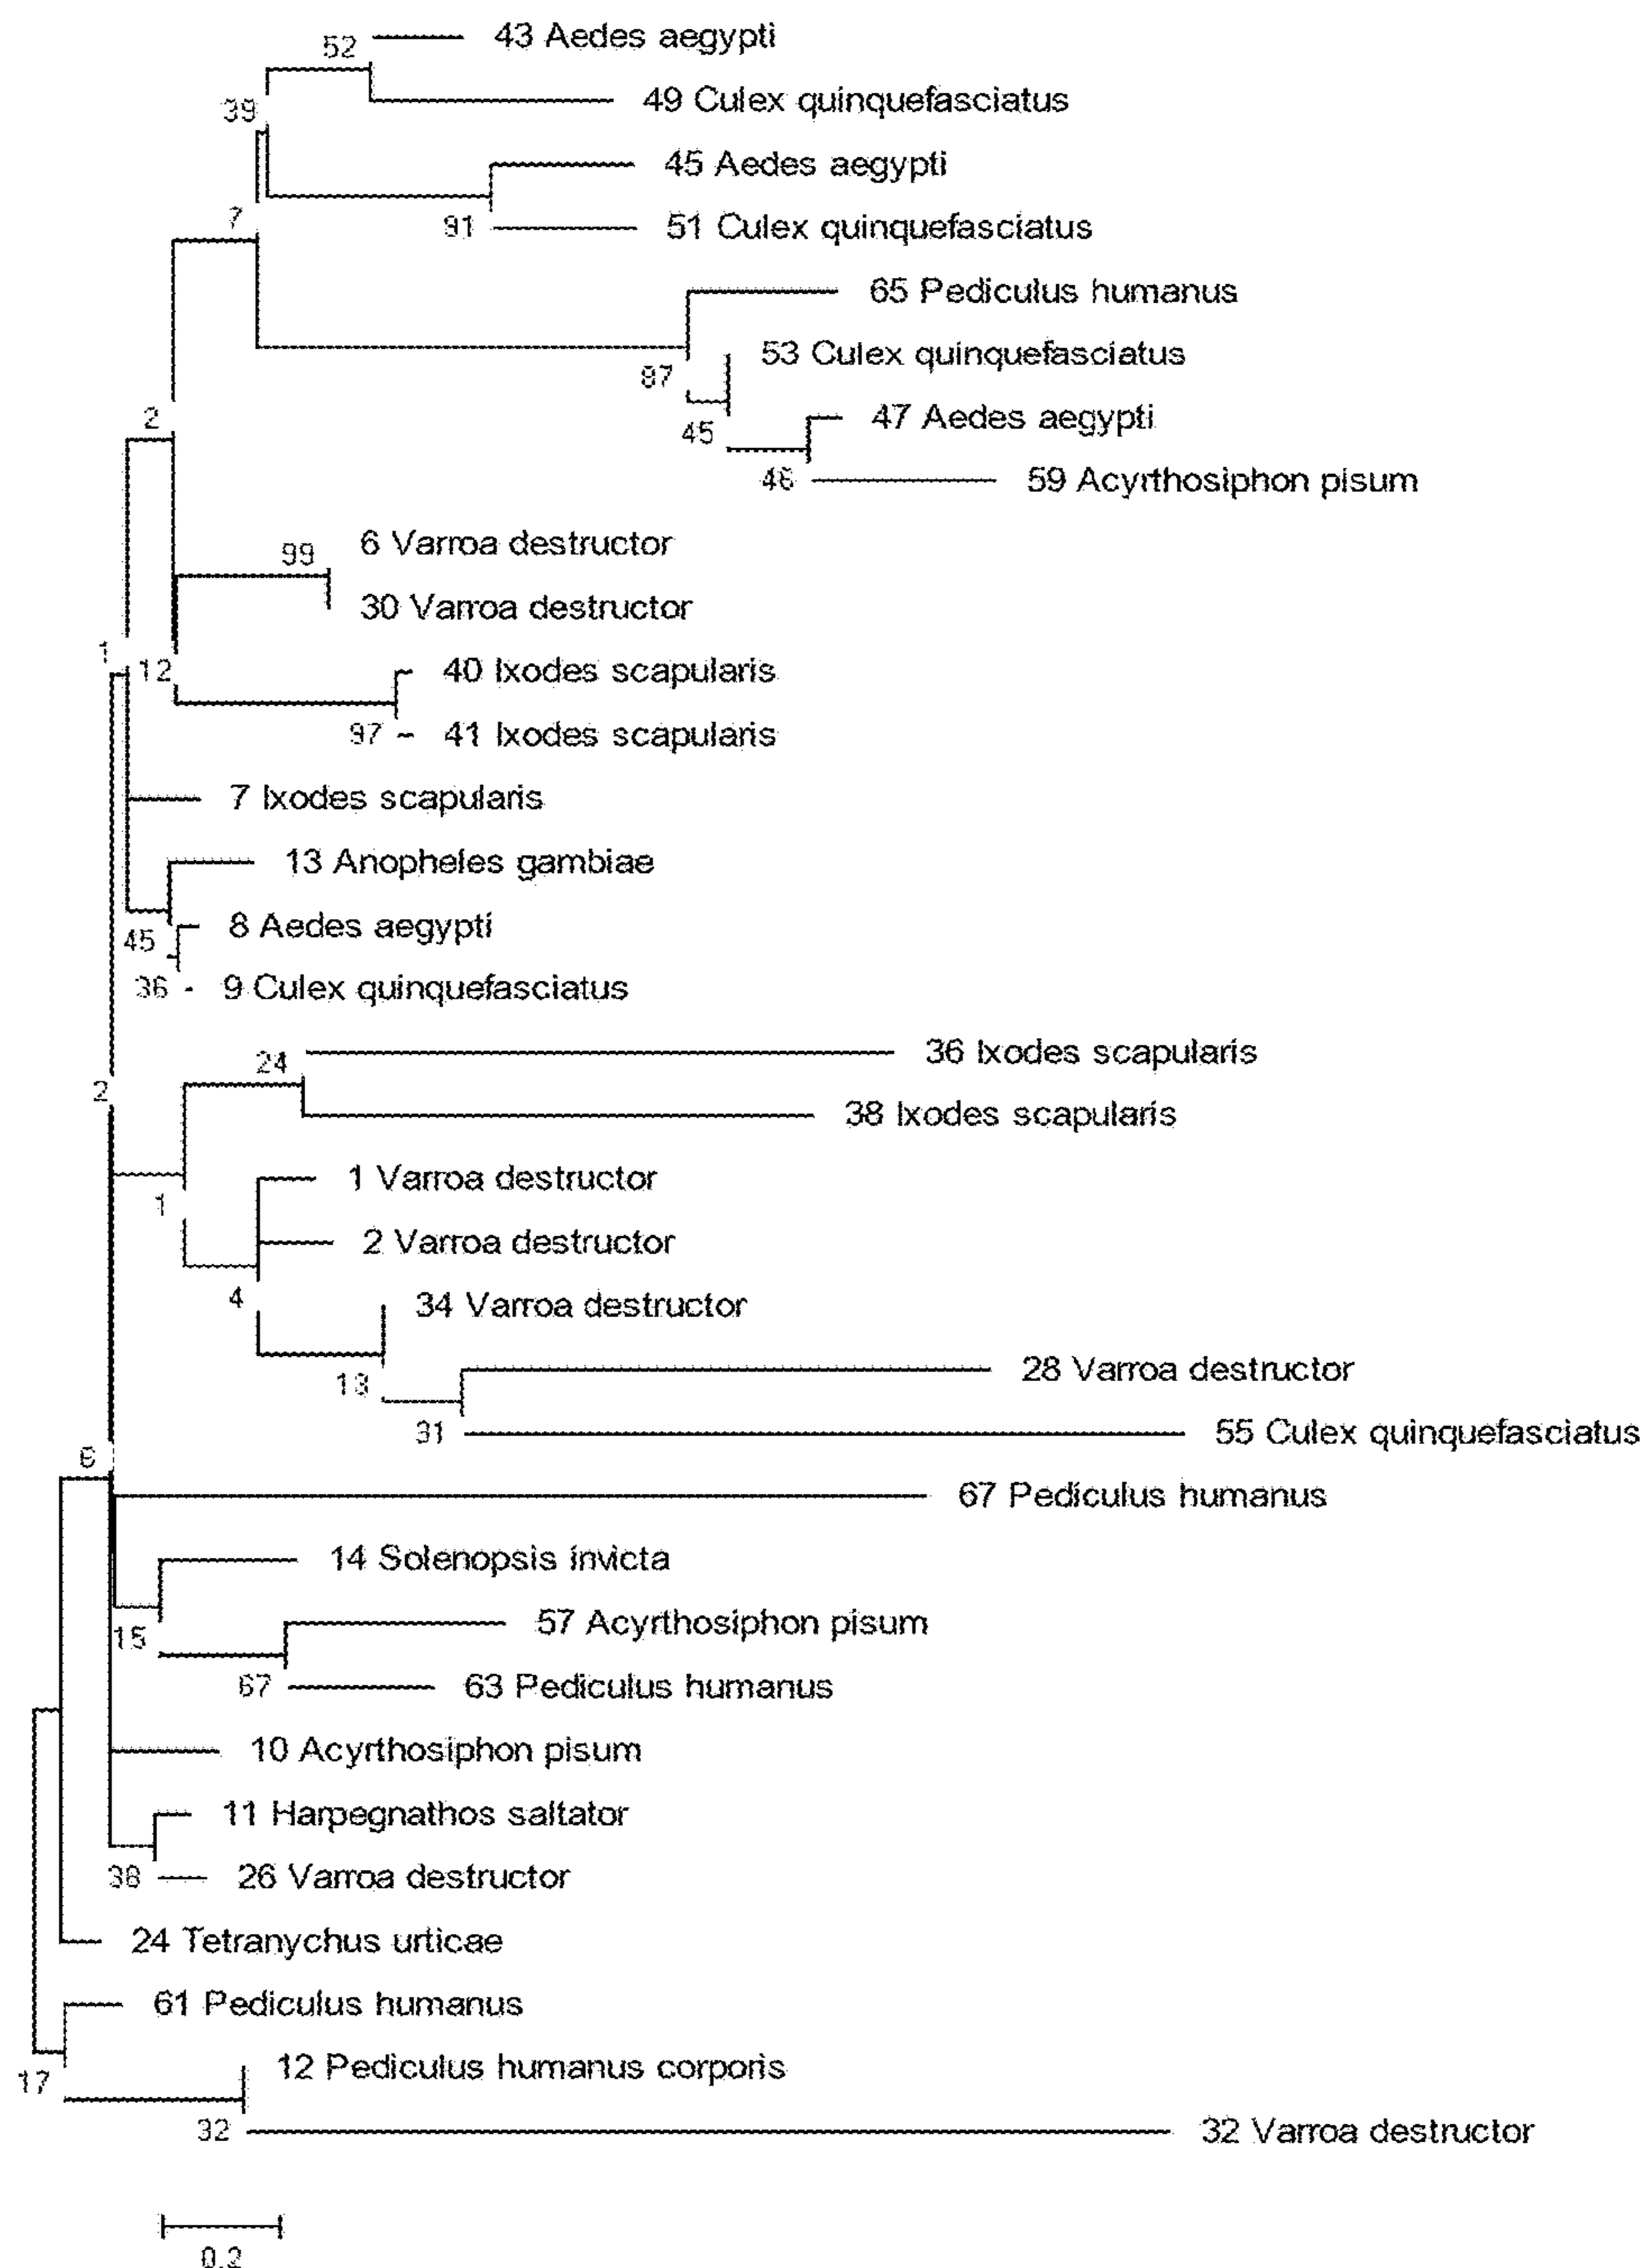 52
43 Aedes aegypti
49 Culex quinquefasciatus
39
45 Aedes aegypti
7
91
51 Culex quinquefasciatus
65 Pediculus humanus
53 Culex quinquefasciatus
87
2
47 Aedes aegypti
45
46
59 Acyrthosiphon pisum
99
6 Varroa destructor
30 Varroa destructor
1
12
40 Ixodes scapularis
97
41 Ixodes scapularis
7 Ixodes scapularis
13 Anopheles gambiae
8 Aedes aegypti
45
36
9 Culex quinquefasciatus
24
36 Ixodes scapularis
2
38 Ixodes scapularis
1 Varroa destructor
1
2 Varroa destructor
4
34 Varroa destructor
28 Varroa destructor
13
31
55 Culex quinquefasciatus
6
67 Pediculus humanus
14 Solenopsis invicta
57 Acyrthosiphon pisum
15
67
63 Pediculus humanus
10 Acyrthosiphon pisum
11 Harpegnathos saltator
38
26 Varroa destructor
24 Tetranychus urticae
61 Pediculus humanus
12 Pediculus humanus corporis
17
32
32 Varroa destructor
0.2